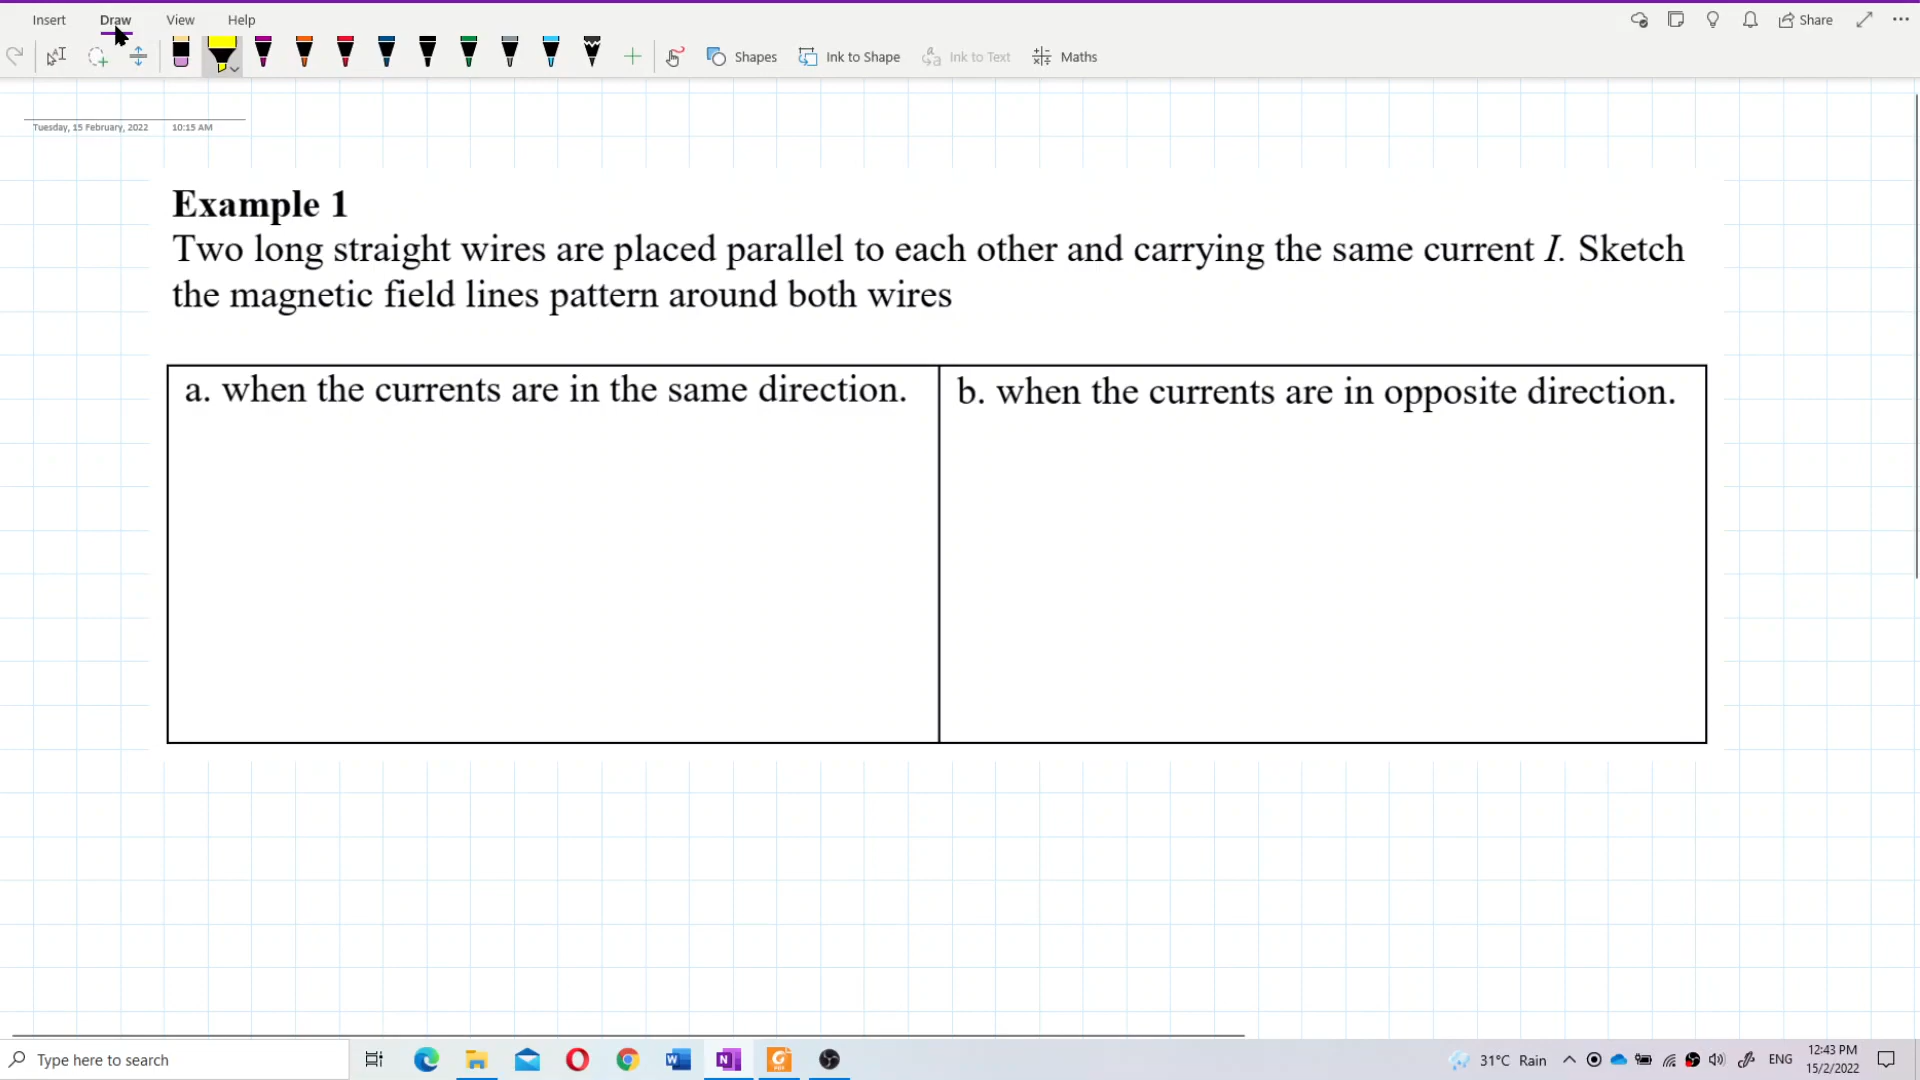 Insert Draw View Help Share
Shapes Ink to Shape Ink to Text Maths
Tuesday, 15 February, 2022 10:15 AM
Example 1
Two long straight wires are placed parallel to each other and carrying the same current I. Sketch
the magnetic field lines pattern around both wires
a. when the currents are in the same direction.
b. when the currents are in opposite direction.
Type here to search 31°C Rain ENG 12:43 PM
15/2/2022